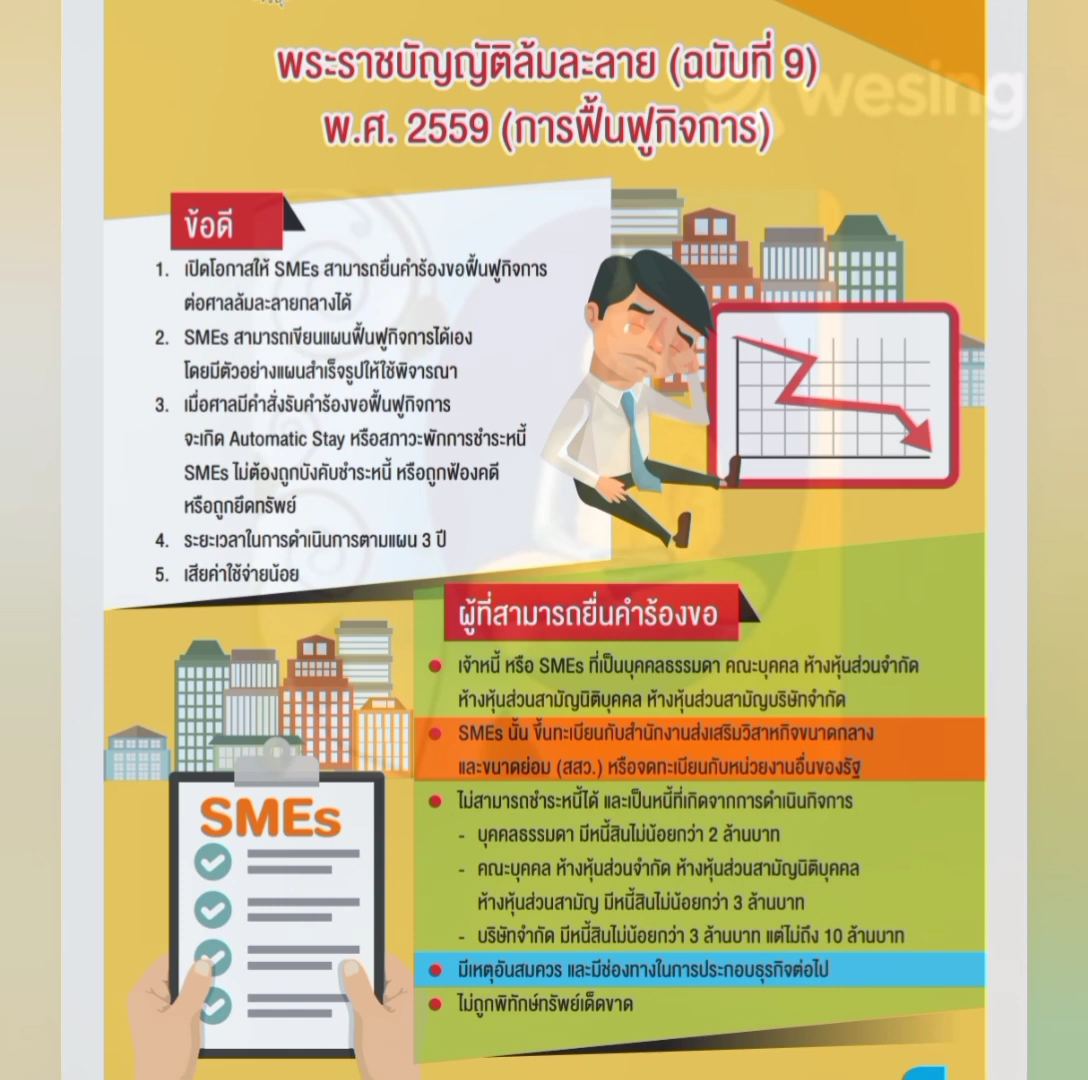 พระราชบัญญัติล้มละลาย (ฉบับที่ 9)
พ.ศ. 2559 (การฟื้นฟูกิจการ)
wesing
ข้อดี
1. เปิดโอกาสให้ SMEs สามารถยื่นคำร้องขอฟื้นฟูกิจการ
ต่อศาลล้มละลายกลางได้
2. SMEs สามารถเขียนแผนฟื้นฟูกิจการได้เอง
โดยมีตัวอย่างแผนสำเร็จรูปให้ใช้พิจารณา
3. เมื่อศาลมีคำสั่งรับคำร้องขอฟื้นฟูกิจการ
จะเกิด Automatic Stay หรือสภาวะพักการชำระหนี้
SMEs ไม่ต้องถูกบังคับชำระหนี้ หรือถูกฟ้องคดี
หรือถูกยึดทรัพย์
4. ระยะเวลาในการดำเนินการตามแผน 3 ปี
5. เสียค่าใช้จ่ายน้อย
ผู้ที่สามารถยื่นคำร้องขอ
เจ้าหนี้ หรือ SMEs ที่เป็นบุคคลธรรมดา คณะบุคคล ห้างหุ้นส่วนจำกัด
ห้างหุ้นส่วนสามัญนิติบุคคล ห้างหุ้นส่วนสามัญบริษัทจำกัด
SMEs นั้น ขึ้นทะเบียนกับสำนักงานส่งเสริมวิสาหกิจขนาดกลาง
และขนาดย่อม (สสว.) หรือจดทะเบียนกับหน่วยงานอื่นของรัฐ
ไม่สามารถชำระหนี้ได้ และเป็นหนี้ที่เกิดจากการดำเนินกิจการ
- บุคคลธรรมดา มีหนี้สินไม่น้อยกว่า 2 ล้านบาท
- คณะบุคคล ห้างหุ้นส่วนจำกัด ห้างหุ้นส่วนสามัญนิติบุคคล
ห้างหุ้นส่วนสามัญ มีหนี้สินไม่น้อยกว่า 3 ล้านบาท
- บริษัทจำกัด มีหนี้สินไม่น้อยกว่า 3 ล้านบาท แต่ไม่ถึง 10 ล้านบาท
มีเหตุอันสมควร และมีช่องทางในการประกอบธุรกิจต่อไป
ไม่ถูกพิทักษ์ทรัพย์เด็ดขาด
SMEs